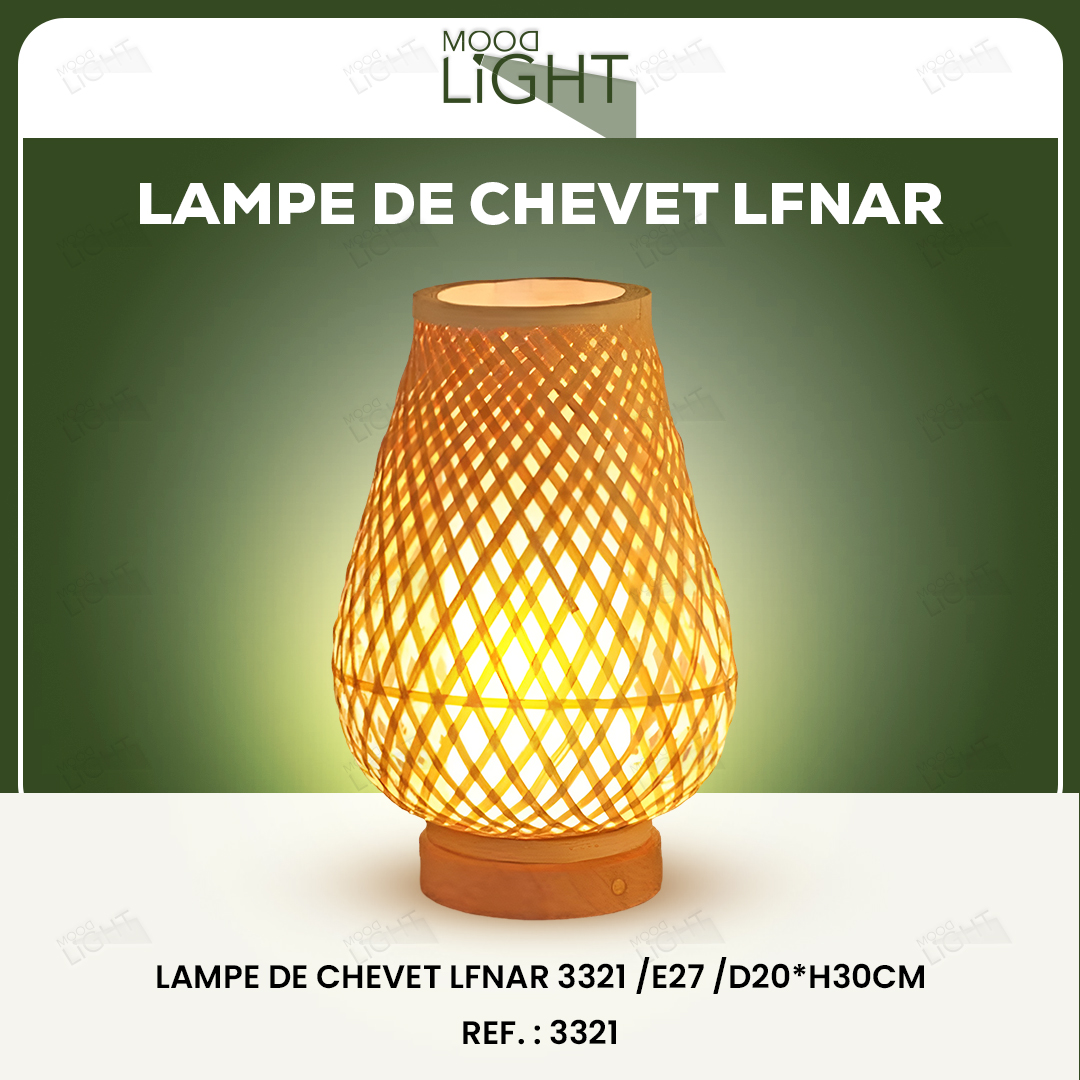 MOOD
LiGHT
LAMPE DE CHEVET LFNAR
LAMPE DE CHEVET LFNAR 3321 /E27 /D20*H30CM
REF. : 3321